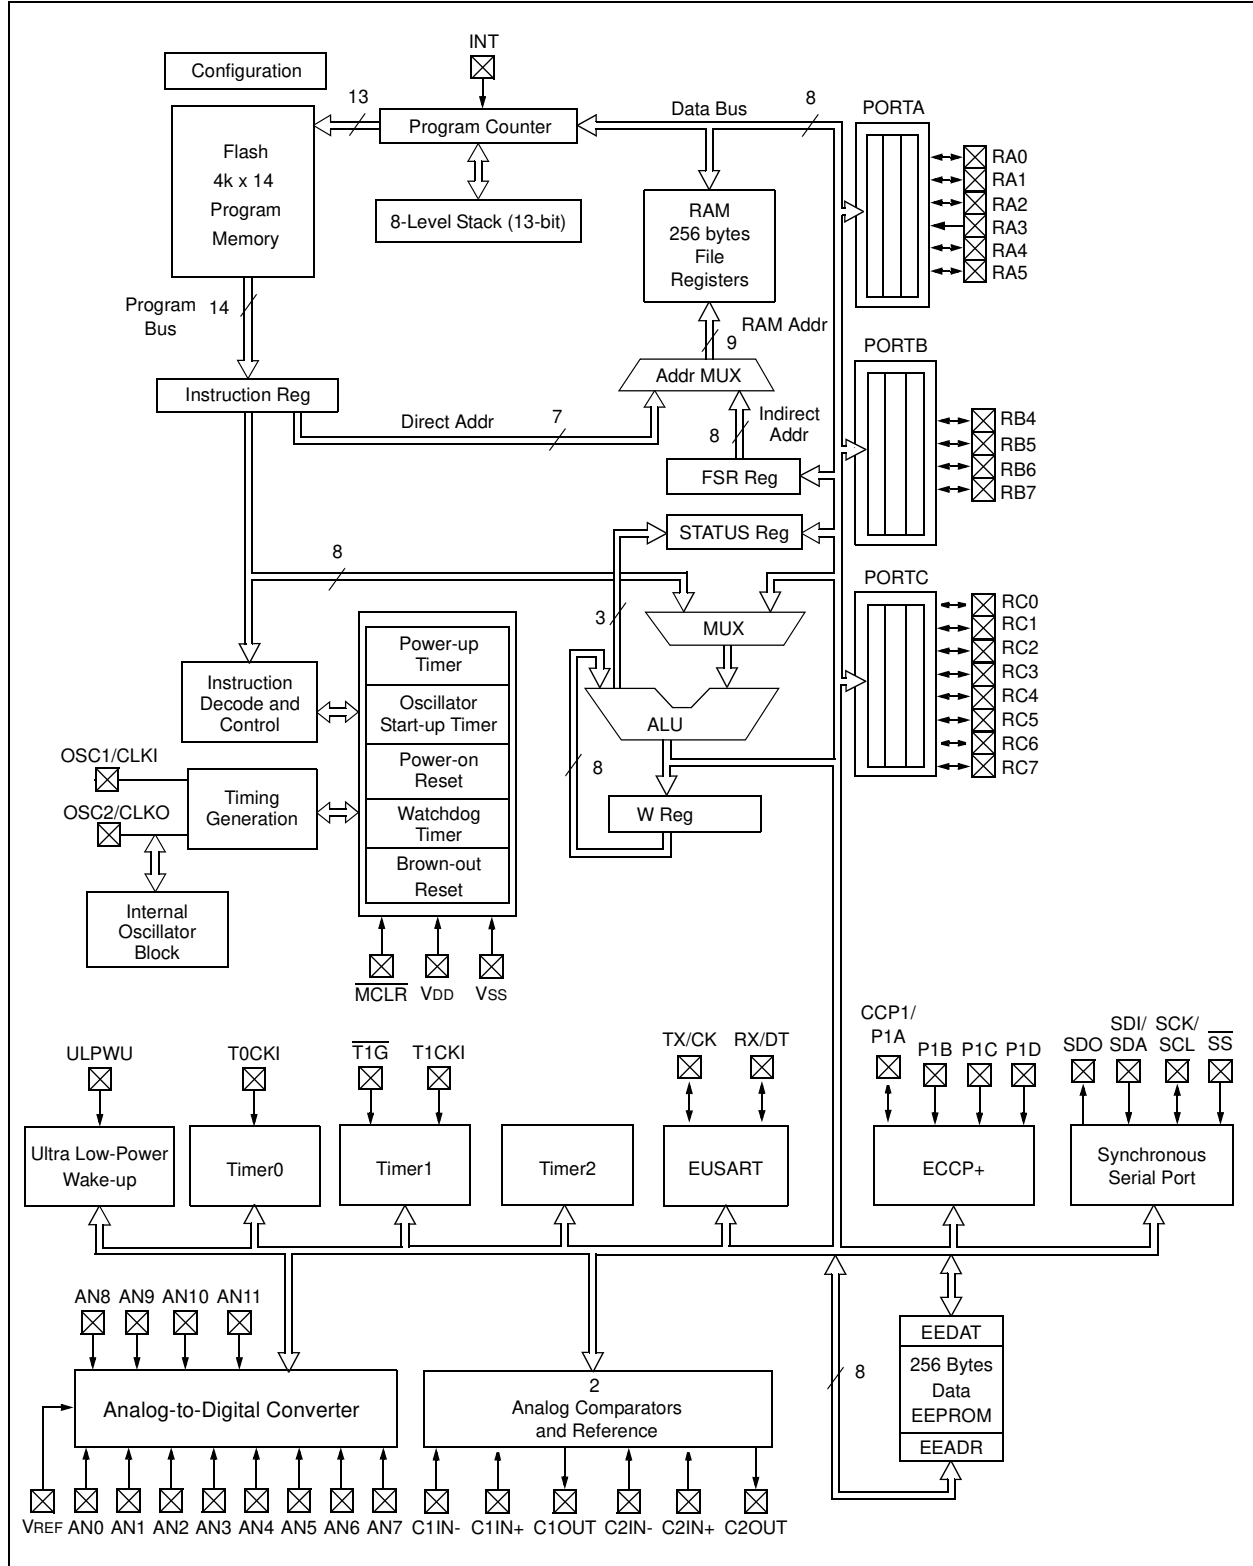 INT
Configuration
13
Data Bus
8
PORTA
Program Counter
Flash
4k x 14
Program
Memory
8-Level Stack (13-bit)
RAM
256 bytes
File
Registers
RA0
RA1
RA2
RA3
RA4
RA5
Program
Bus
14
RAM Addr
9
PORTB
Addr MUX
Instruction Reg
Direct Addr
7
Indirect
Addr
8
FSR Reg
RB4
RB5
RB6
RB7
STATUS Reg
8
PORTC
3
MUX
RC0
RC1
RC2
RC3
RC4
RC5
RC6
RC7
Power-up
Timer
Instruction
Decode and
Control
Oscillator
Start-up Timer
ALU
OSC1/CLKI
Power-on
Reset
8
OSC2/CLKO
Timing
Generation
Watchdog
Timer
W Reg
Brown-out
Reset
Internal
Oscillator
Block
MCLR
VDD
VSS
ULPWU
T0CKI
T1G
T1CKI
TX/CK
RX/DT
CCP1/
P1A
P1B
P1C
P1D
SDO
SDI/
SDA
SCK/
SCL
SS
Ultra Low-Power
Wake-up
Timer0
Timer1
Timer2
EUSART
ECCP+
Synchronous
Serial Port
AN8
AN9
AN10
AN11
EEDAT
256 Bytes
Data
EEPROM
EEADR
8
Analog-to-Digital Converter
2
Analog Comparators
and Reference
VREF
AN0
AN1
AN2
AN3
AN4
AN5
AN6
AN7
C1IN-
C1IN+
C1OUT
C2IN-
C2IN+
C2OUT